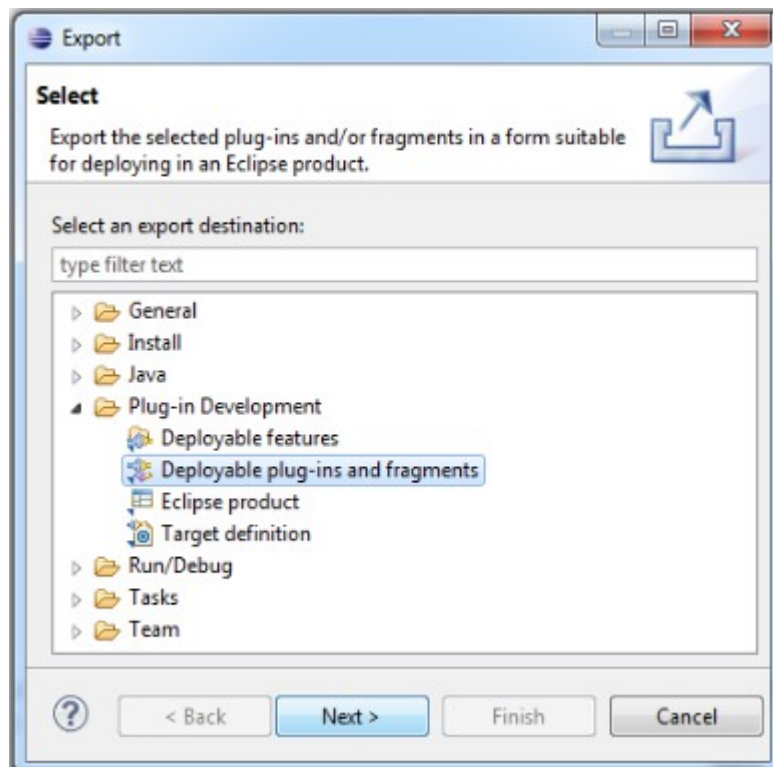 Export
Select
Export the selected plug-ins and/or fragments in a form suitable
for deploying in an Eclipse product.
Select an export destination:
type filter text
General
Install
Java
Plug-in Development
Deployable features
Deployable plug-ins and fragments
Eclipse product
Target definition
Run/Debug
Tasks
Team
? < Back Next > Finish Cancel